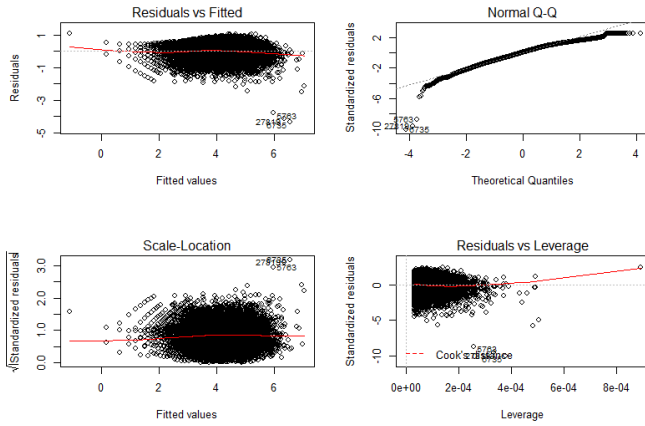 Residuals vs Fitted
Residuals
1
-1
-3
-5
5763
0
2
4
6
Fitted values
Normal Q-Q
Standardized residuals
2
-2
-6
-10
5763
-4
-2
0
2
4
Theoretical Quantiles
Scale-Location
√|Standardized residuals
3.0
2.0
1.0
0.0
5763
0
2
4
6
Fitted values
Residuals vs Leverage
Standardized residuals
0
-5
-10
5763
Cook's distance
0e+00
2e-04
4e-04
6e-04
8e-04
Leverage